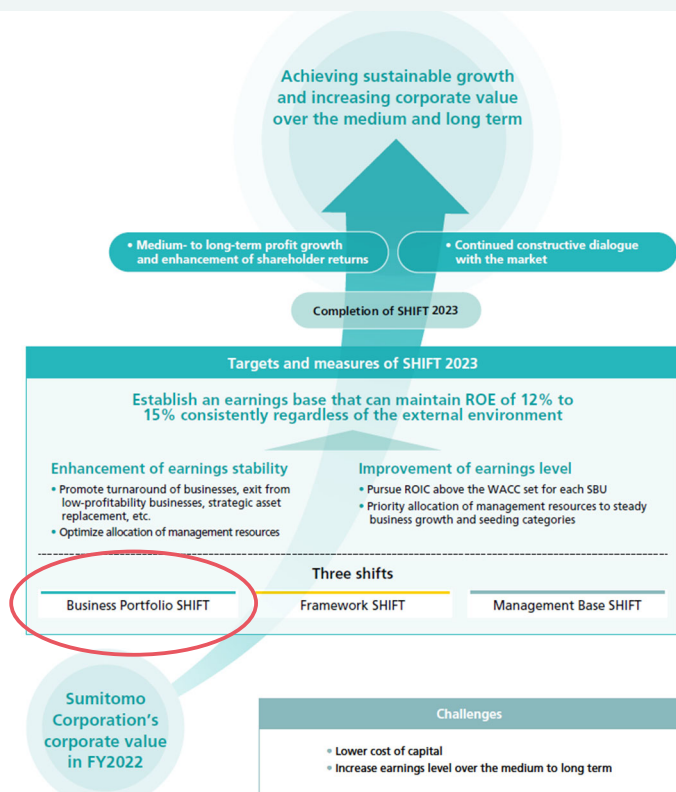 Achieving sustainable growth
and increasing corporate value
over the medium and long term
• Medium- to long-term profit growth
and enhancement of shareholder returns
• Continued constructive dialogue
with the market
Completion of SHIFT 2023
Targets and measures of SHIFT 2023
Establish an earnings base that can maintain ROE of 12% to
15% consistently regardless of the external environment
Enhancement of earnings stability
• Promote turnaround of businesses, exit from
low-profitability businesses, strategic asset
replacement, etc.
• Optimize allocation of management resources
Improvement of earnings level
• Pursue ROIC above the WACC set for each SBU
• Priority allocation of management resources to steady
business growth and seeding categories
Three shifts
Business Portfolio SHIFT
Framework SHIFT
Management Base SHIFT
Sumitomo
Corporation's
corporate value
in FY2022
Challenges
• Lower cost of capital
• Increase earnings level over the medium to long term